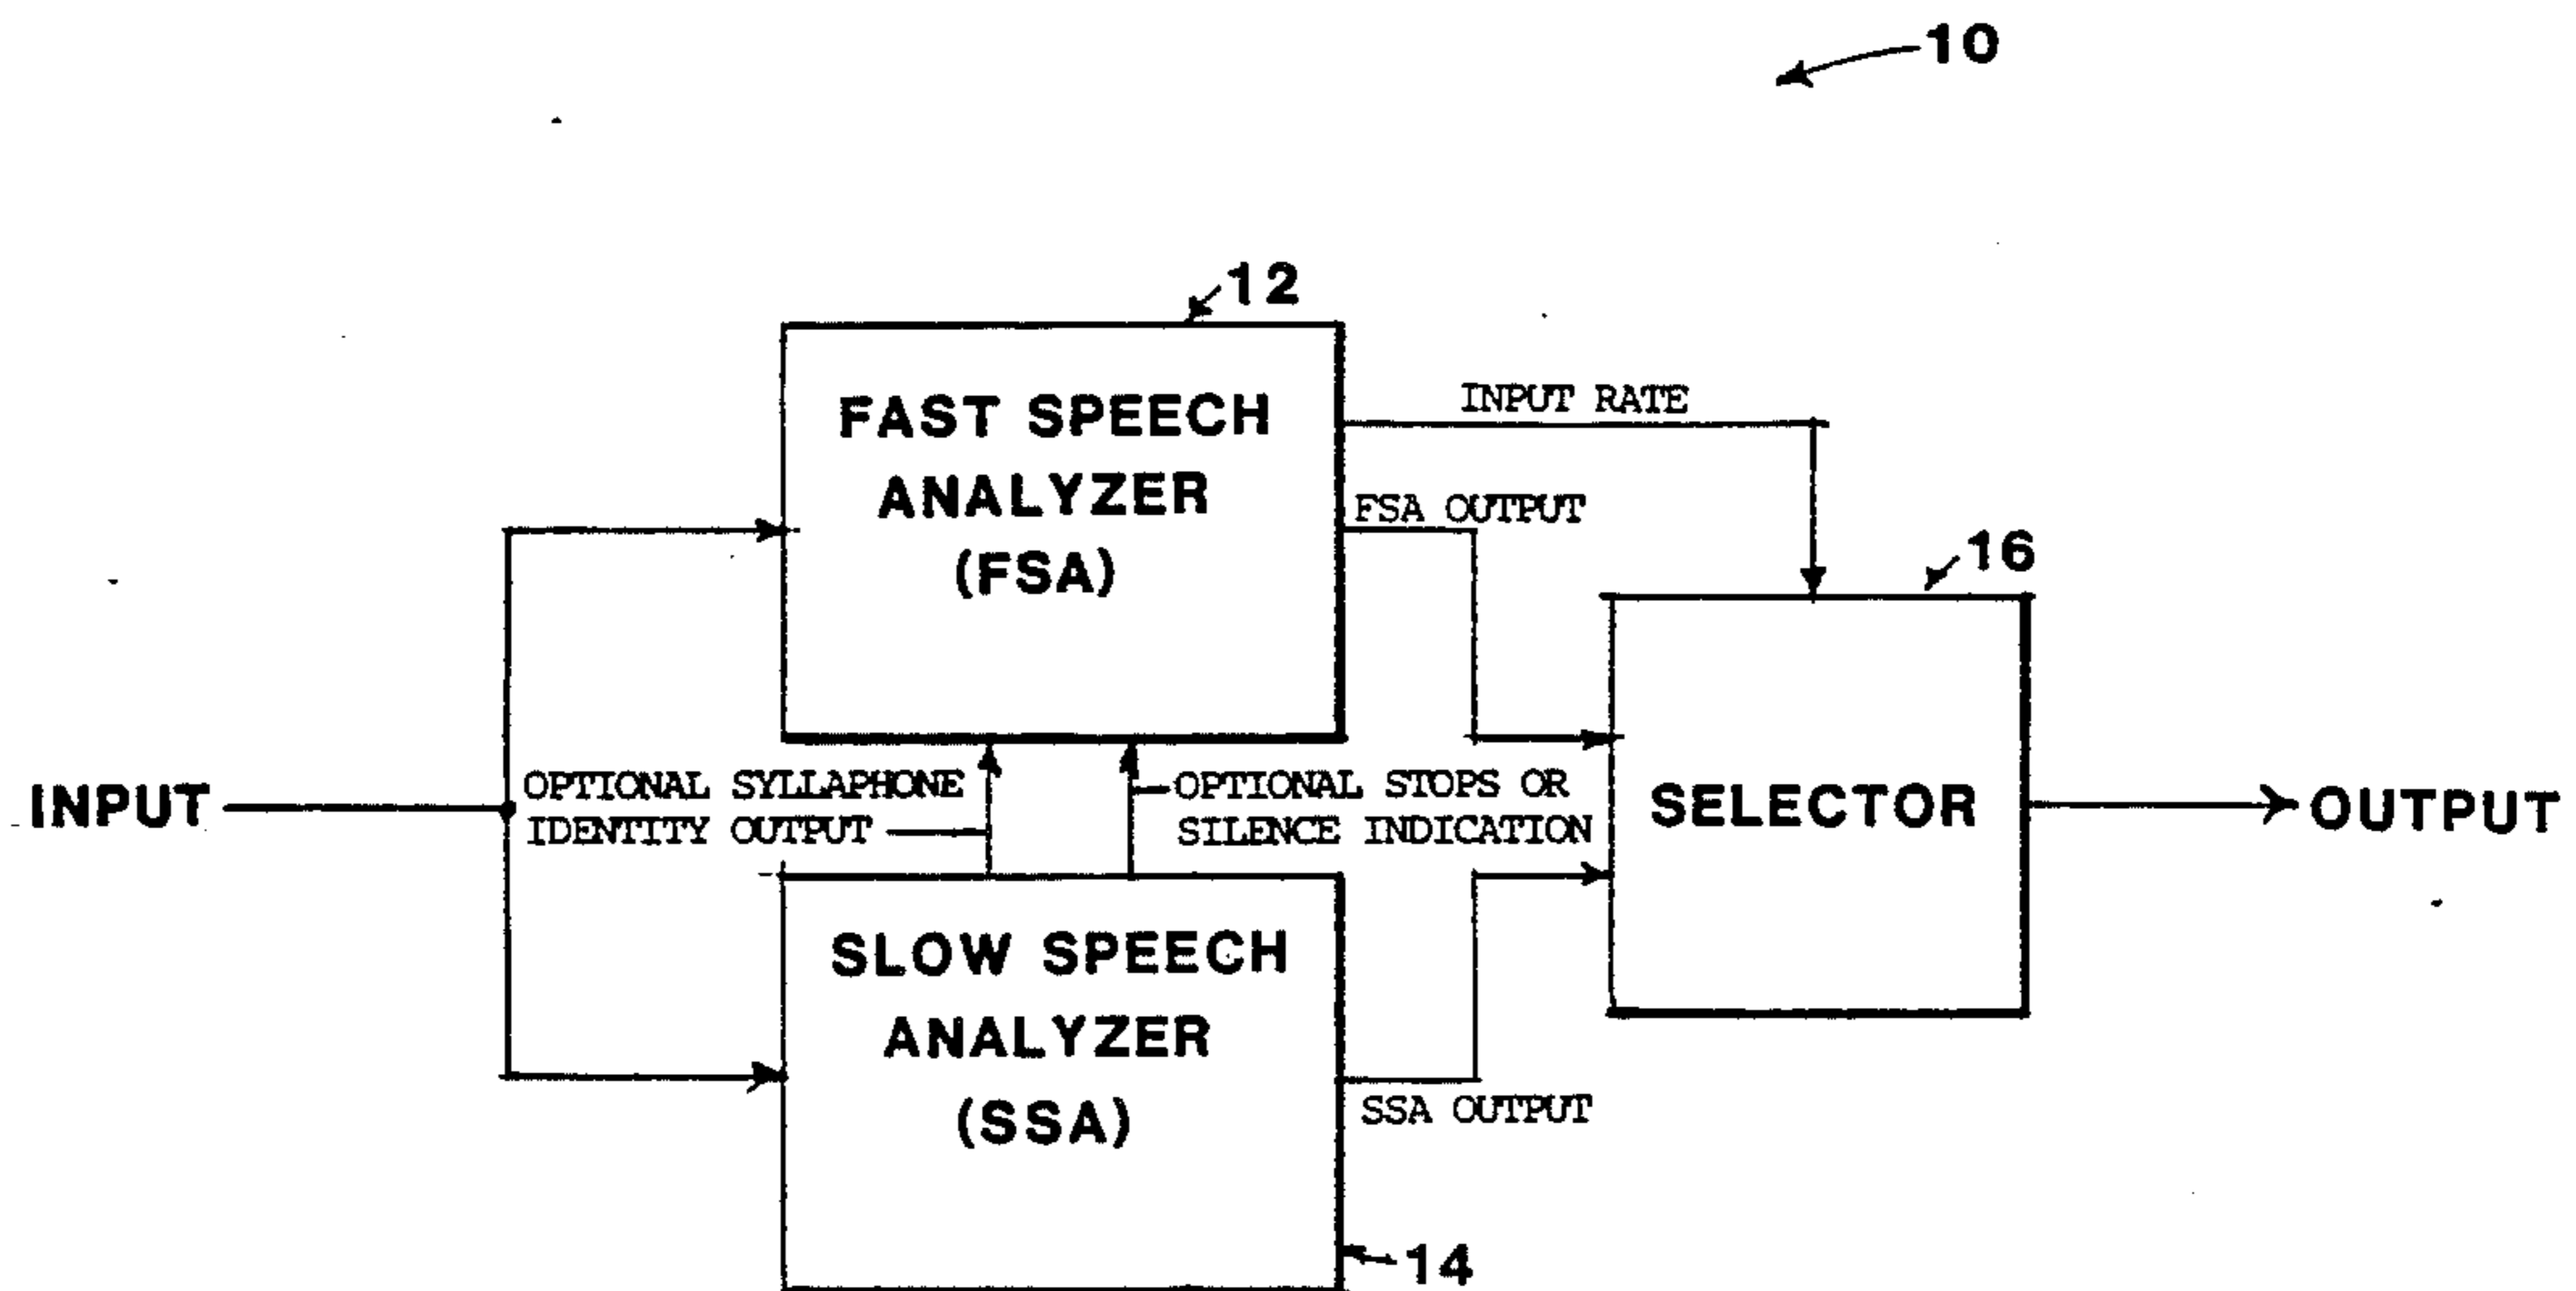 10
12
FAST SPEECH
ANALYZER
(FSA)
INPUT RATE
FSA OUTPUT
16
INPUT
OPTIONAL SYLLAPHONE
IDENTITY OUTPUT
OPTIONAL STOPS OR
SILENCE INDICATION
SELECTOR
OUTPUT
SLOW SPEECH
ANALYZER
(SSA)
SSA OUTPUT
14